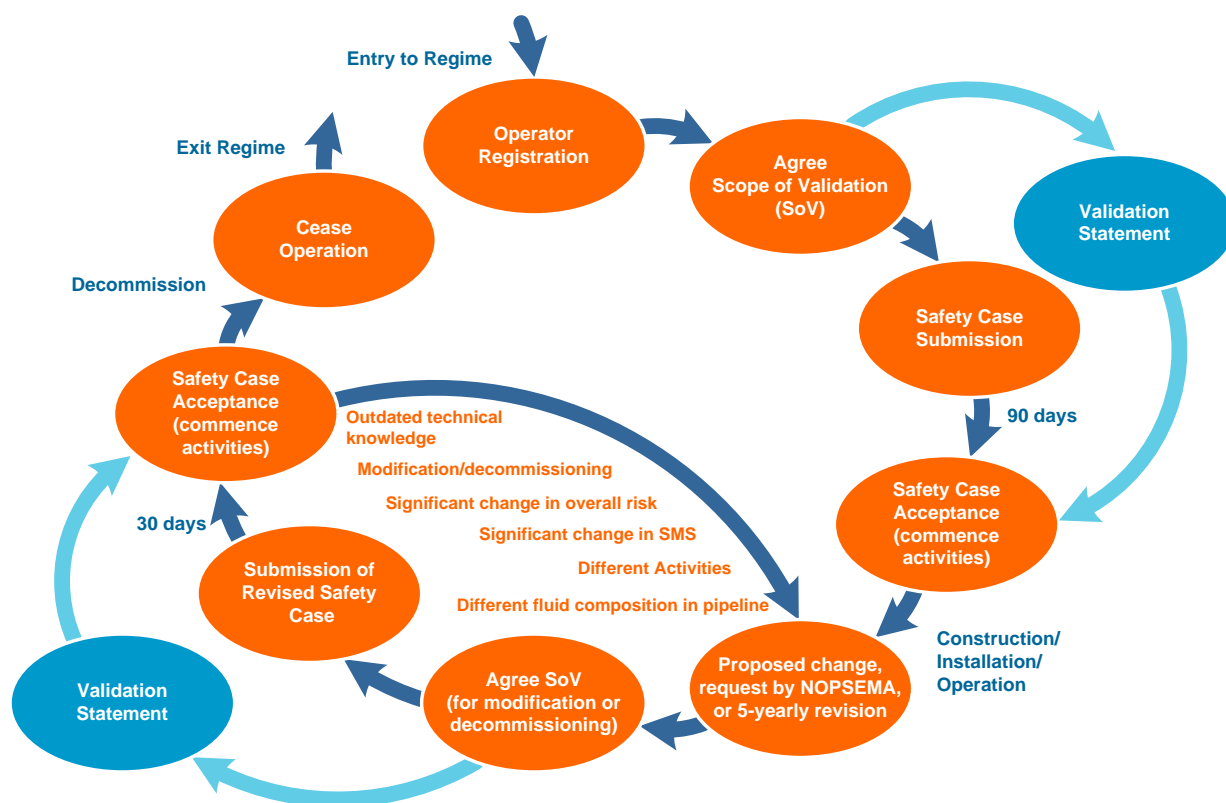 Entry to Regime
Operator
Registration
Agree
Scope of Validation
(SoV)
Validation
Statement
Safety Case
Submission
90 days
Safety Case
Acceptance
(commence
activities)
Construction/
Installation/
Operation
Proposed change,
request by NOPSEMA,
or 5-yearly revision
Agree SoV
(for modification or
decommissioning)
Validation
Statement
Submission of
Revised Safety
Case
30 days
Safety Case
Acceptance
(commence
activities)
Outdated technical
knowledge
Modification/decommissioning
Significant change in overall risk
Significant change in SMS
Different Activities
Different fluid composition in pipeline
Decommission
Cease
Operation
Exit Regime